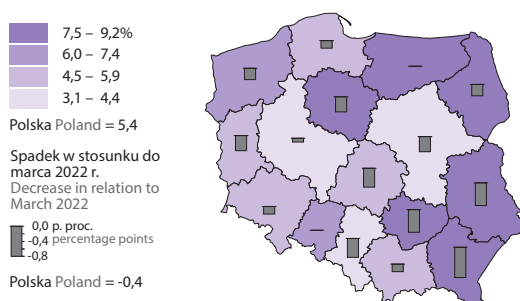 7,5 – 9,2%
6,0 – 7,4
4,5 – 5,9
3,1 – 4,4
Polska Poland = 5,4
Spadek w stosunku do
marca 2022 r.
Decrease in relation to
March 2022
0,0 p. proc.
-0,4 percentage points
-0,8
Polska Poland = -0,4